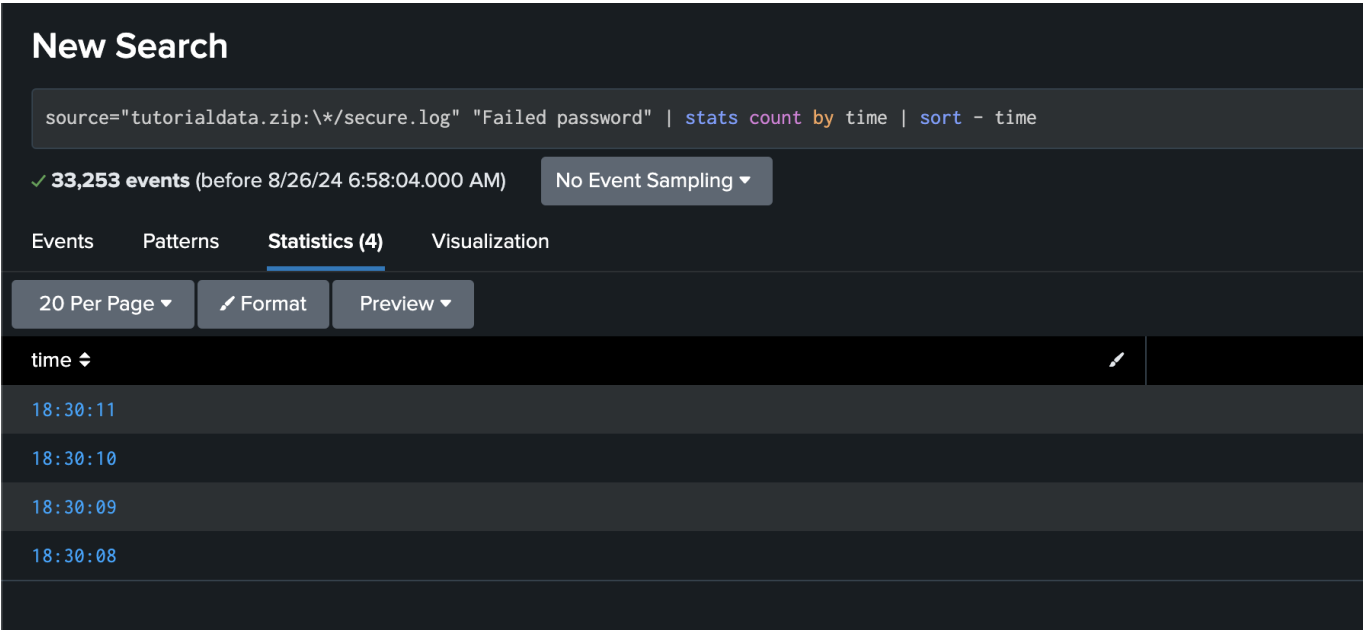 New Search
source="tutorialdata.zip:\*/secure.log" "Failed password" | stats count by time | sort - time
33,253 events (before 8/26/24 6:58:04.000 AM) No Event Sampling
Events Patterns Statistics (4) Visualization
20 Per Page Format Preview
time
18:30:11
18:30:10
18:30:09
18:30:08